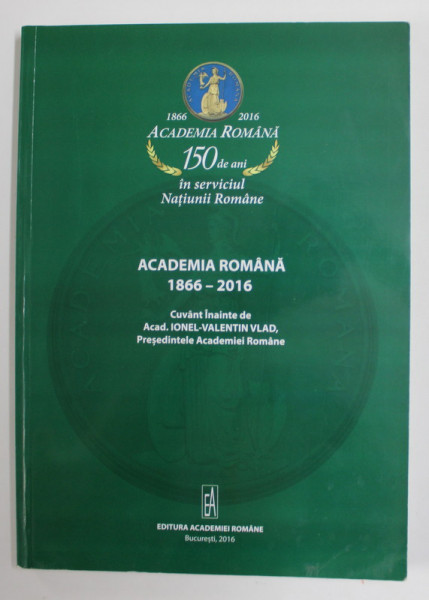 1866 2016
ACADEMIA ROMÂNĂ
150 de ani
în serviciul
Națiunii Române
ACADEMIA ROMÂNĂ
1866 – 2016
Cuvânt Înainte de
Acad. IONEL-VALENTIN VLAD,
Președintele Academiei Române
EA
EDITURA ACADEMIEI ROMÂNE
București, 2016